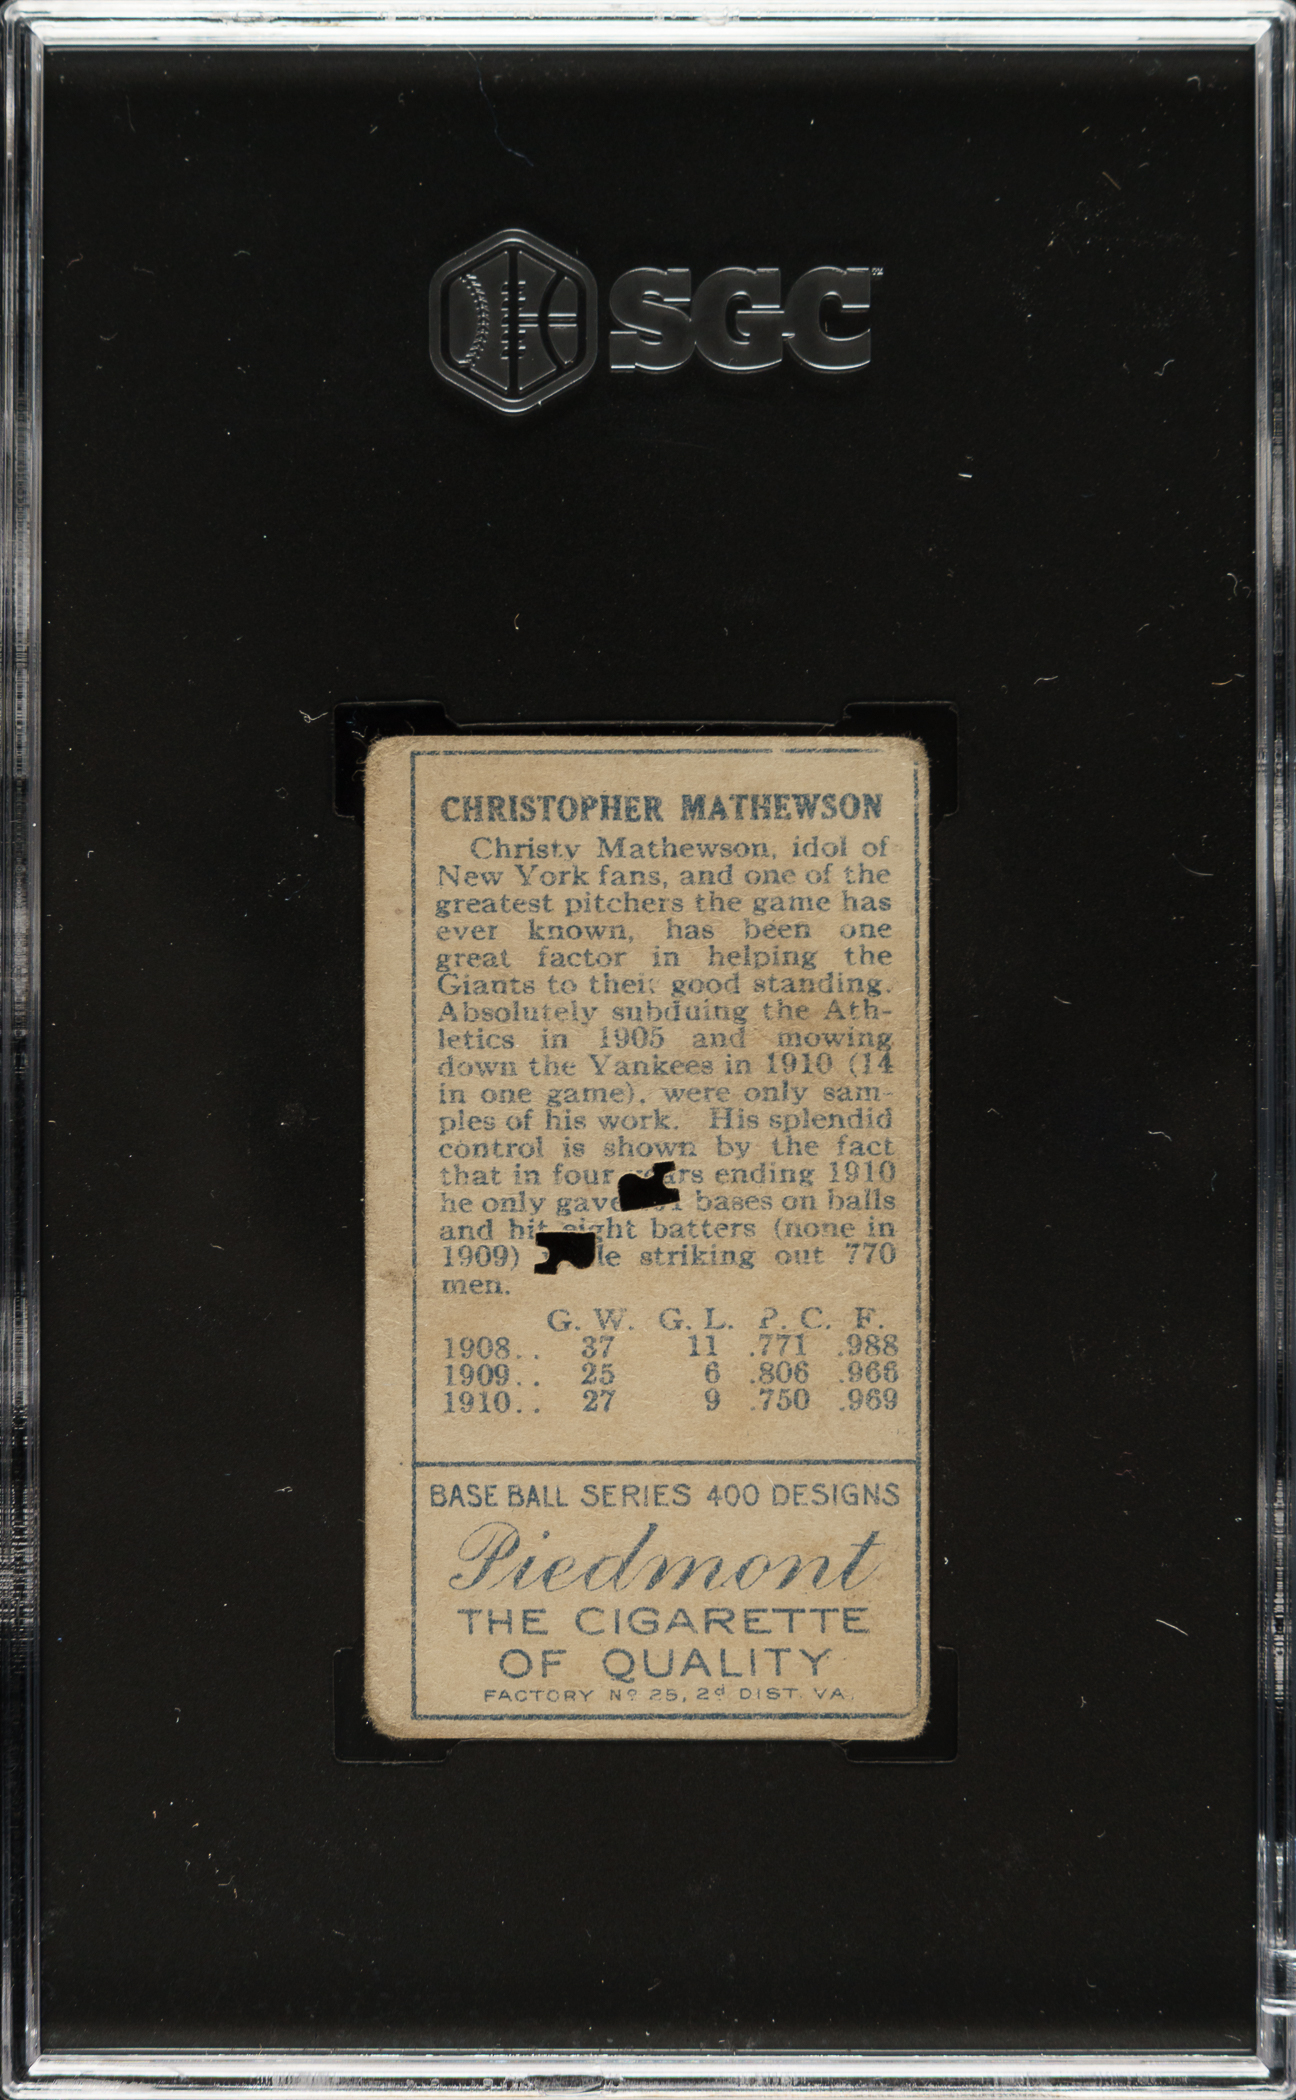 SGC
CHRISTOPHER MATHEWSON
Christy Mathewson, idol of
New York fans, and one of the
greatest pitchers the game has
ever known, has been one
great factor in helping the
Giants to their good standing.
Absolutely subduing the Ath-
letics in 1905 and mowing
down the Yankees in 1910 (14
in one game), were only sam-
ples of his work. His splendid
control is shown by the fact
that in four ending 1910
he only gave bases on balls
and hit eight batters (none in
1909) striking out 770
men.
G. W. G. L. P. C. F.
1908.. 37 11 .771 .988
1909.. 25 6 .806 .966
1910.. 27 9 .750 .969
BASE BALL SERIES 400 DESIGNS
Piedmont
THE CIGARETTE
OF QUALITY
FACTORY Nº 25, 2d DIST. VA.